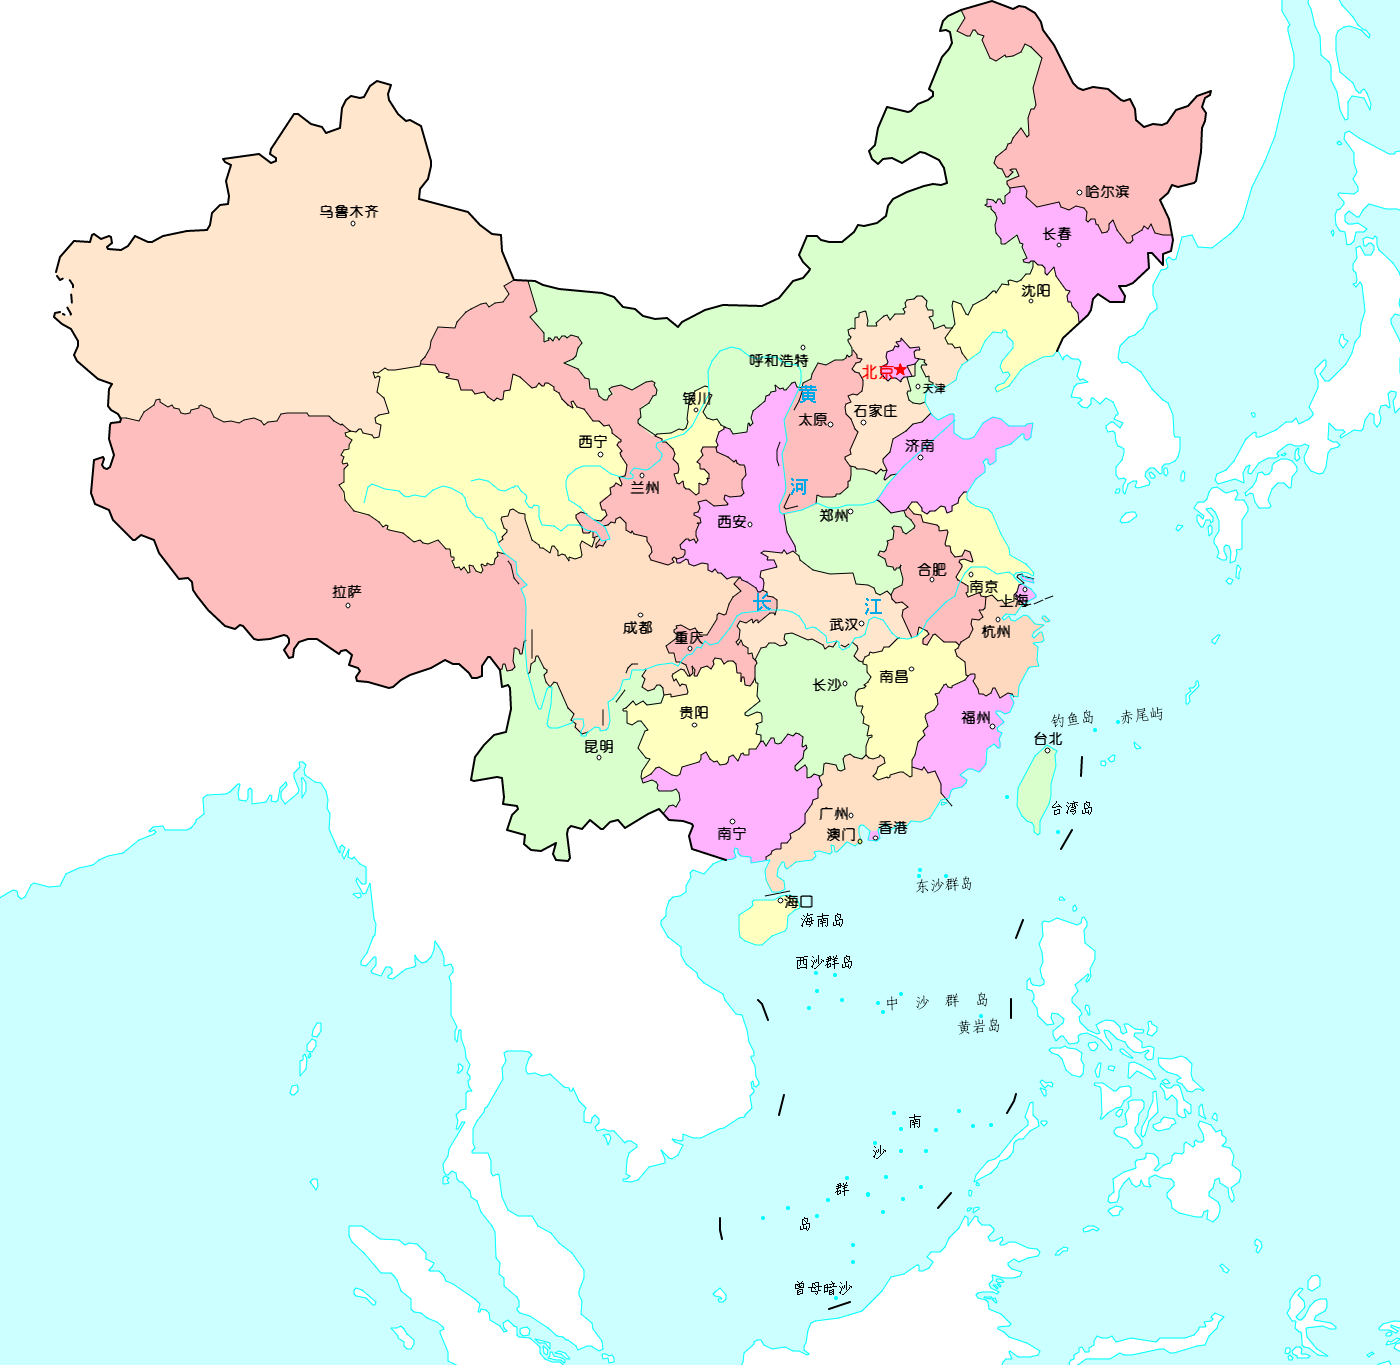 哈尔滨
乌鲁木齐
长春
沈阳
呼和浩特
北京
天津
银川
黄
太原
石家庄
西宁
济南
兰州
河
西安
郑州
合肥
南京
拉萨
上海
长
江
成都
重庆
武汉
杭州
长沙
南昌
贵阳
福州
钓鱼岛
赤尾屿
昆明
台北
台湾岛
广州
南宁
澳门
香港
东沙群岛
海口
海南岛
西沙群岛
中沙群岛
黄岩岛
南
沙
群
岛
曾母暗沙